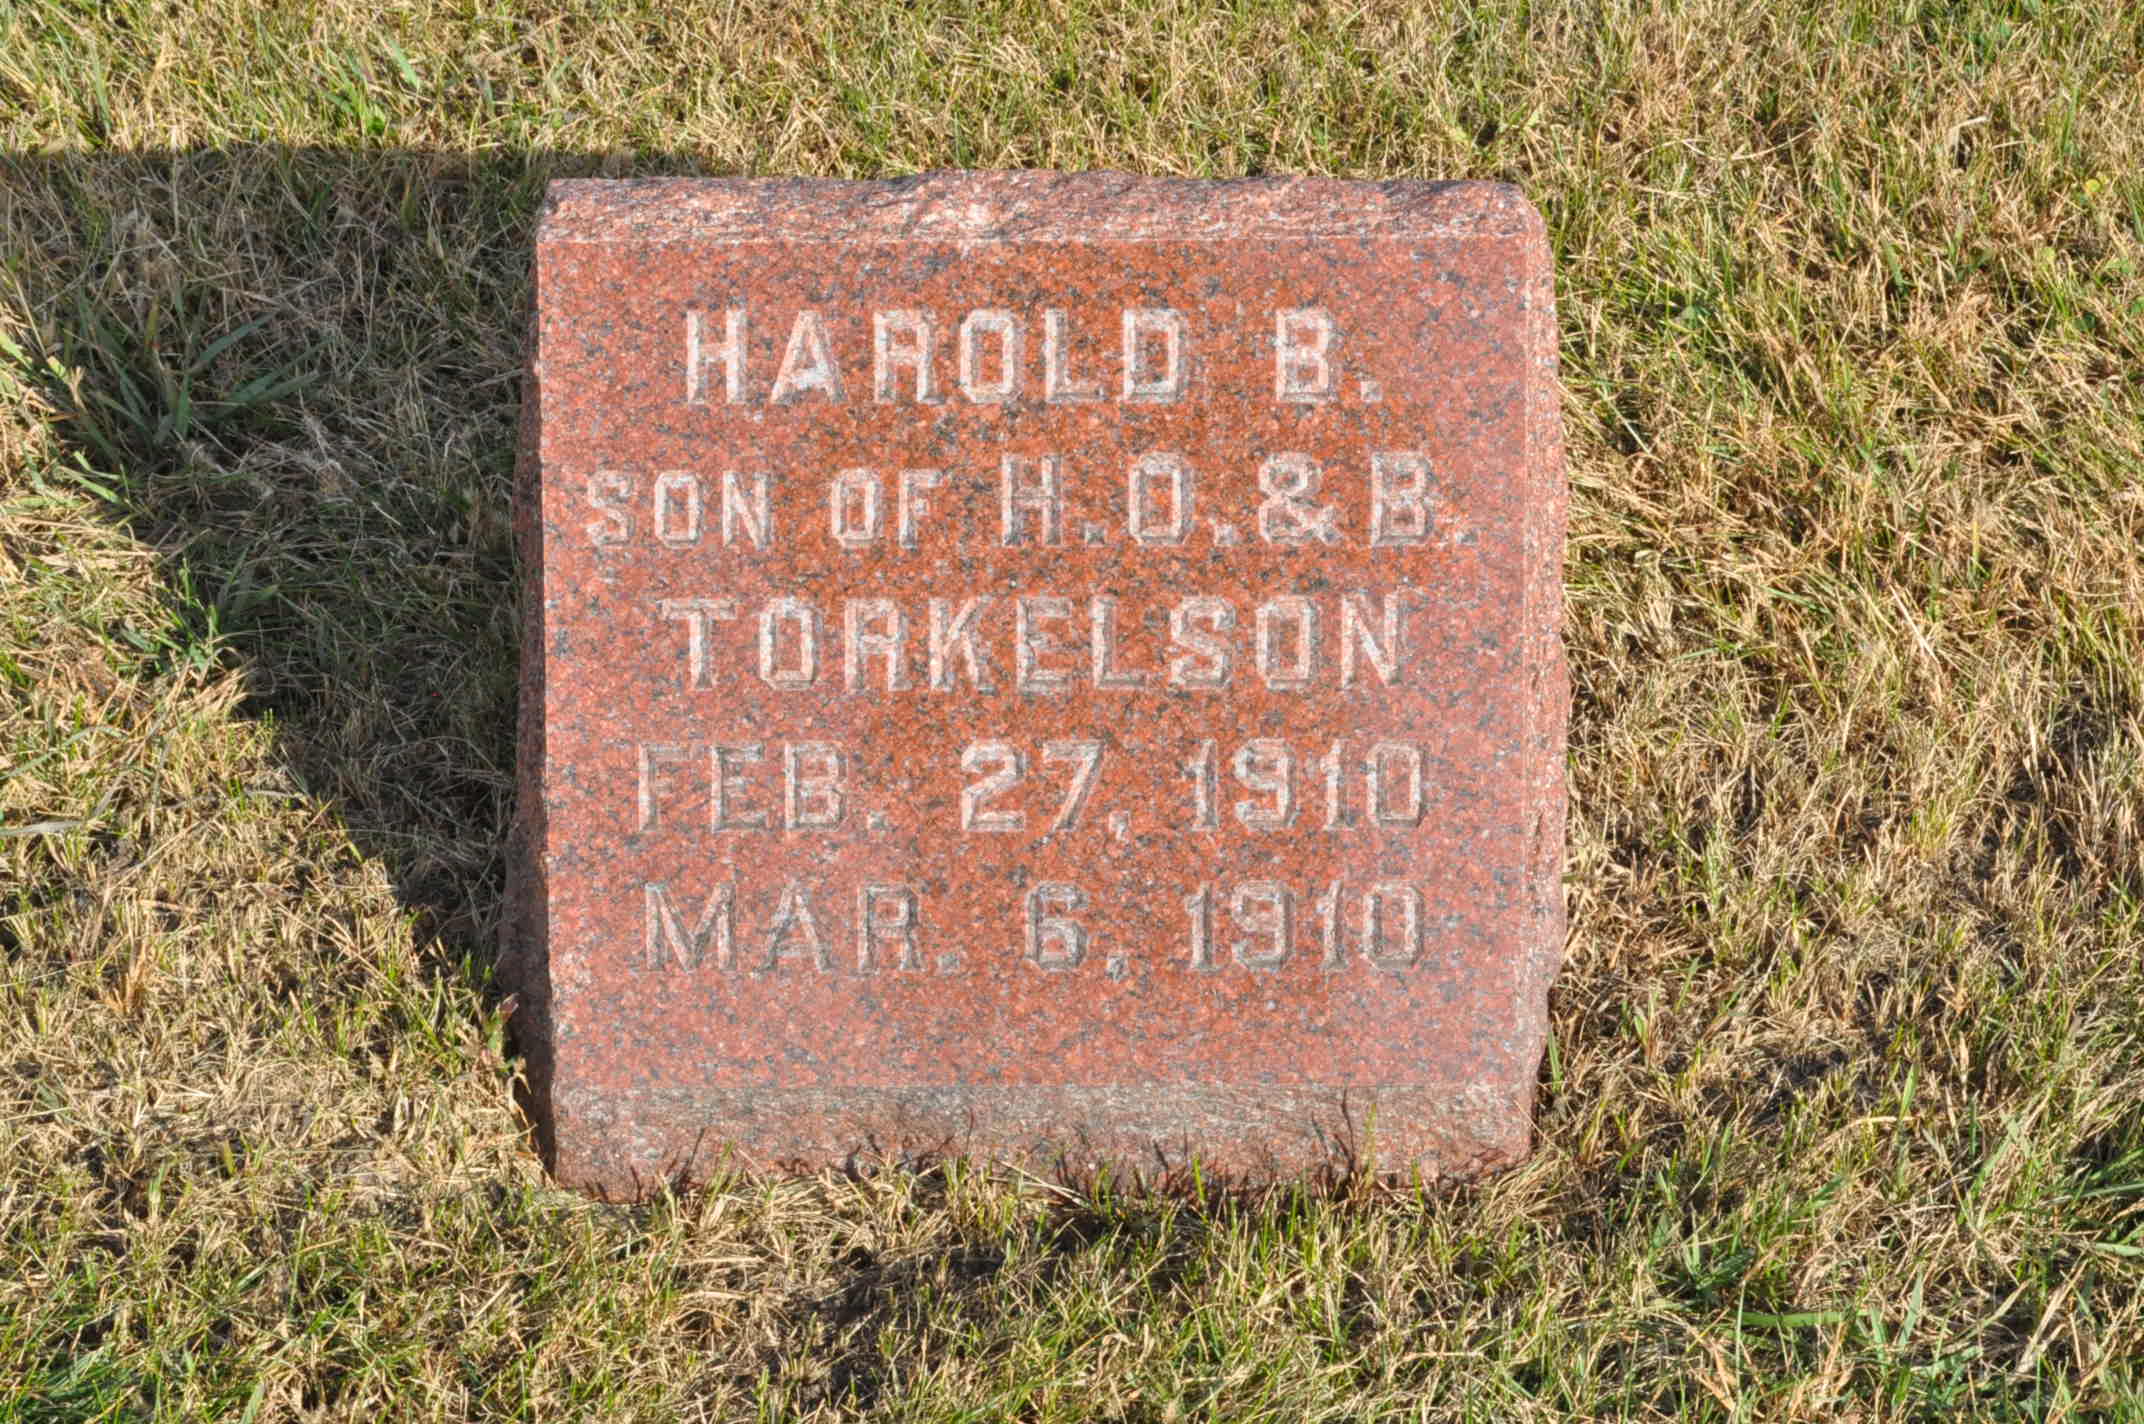 HAROLD B.
SON OF H.O.&B.
TORKELSON
FEB. 27, 1910
MAR. 6, 1910